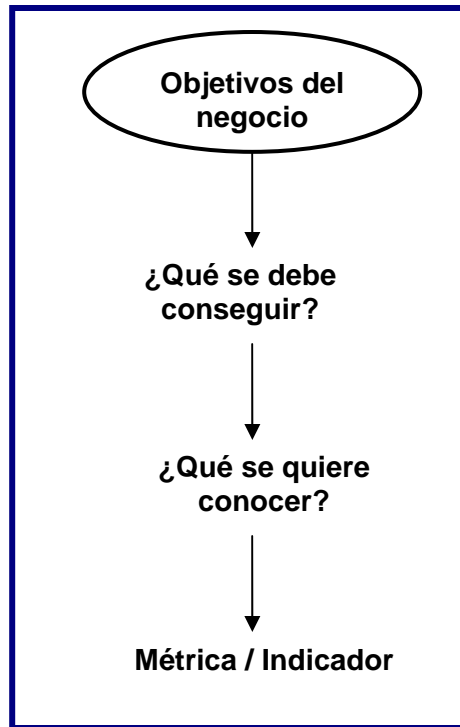 Objetivos del
negocio
¿Qué se debe
conseguir?
¿Qué se quiere
conocer?
Métrica / Indicador